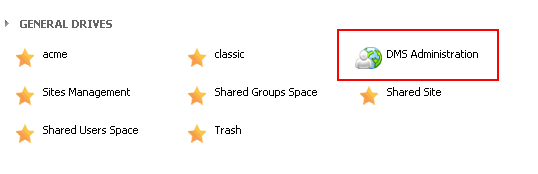 GENERAL DRIVES
acme classic DMS Administration
Sites Management Shared Groups Space Shared Site
Shared Users Space Trash